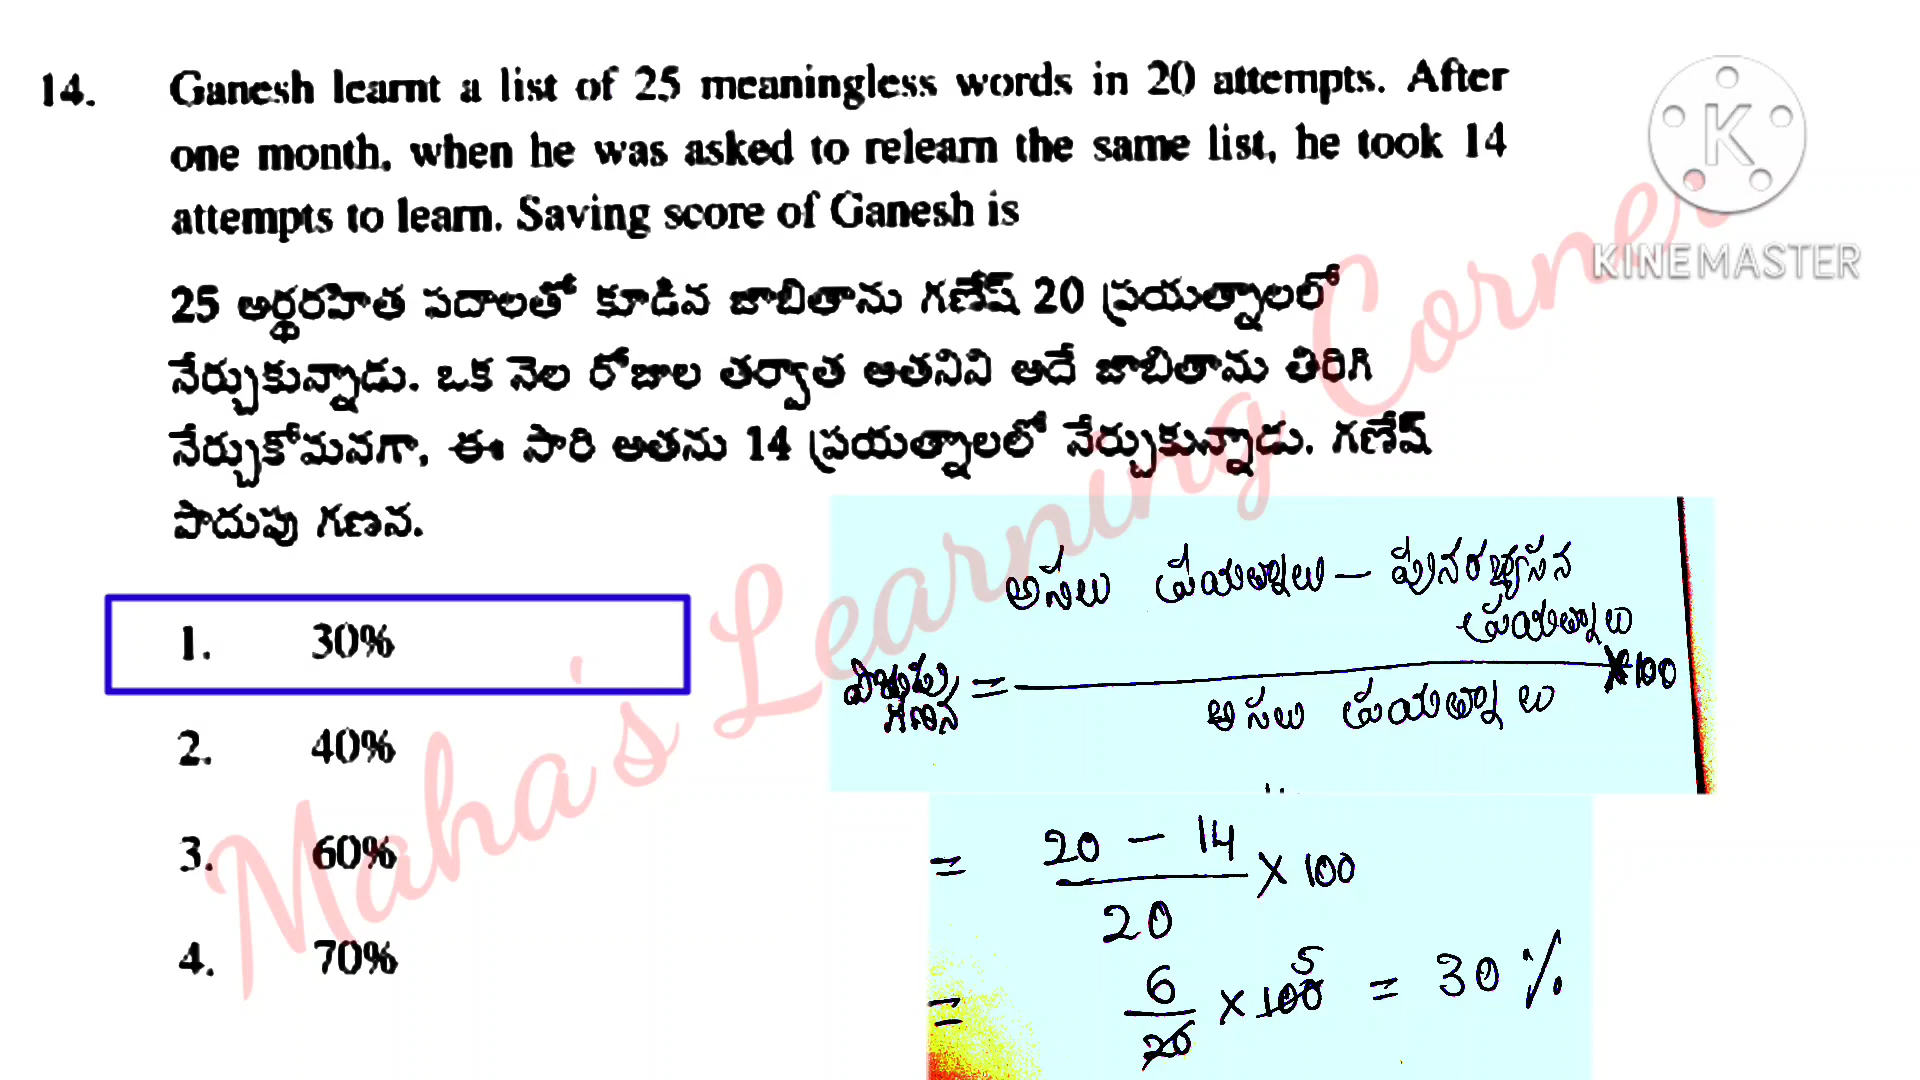 14. Ganesh learnt a list of 25 meaningless words in 20 attempts. After
one month, when he was asked to relearn the same list, he took 14
attempts to learn. Saving score of Ganesh is
25 అర్థరహిత పదాలతో కూడిన జాబితాను గణేష్ 20 ప్రయత్నాలలో
నేర్చుకున్నాడు. ఒక నెల రోజుల తర్వాత అతనిని అదే జాబితాను తిరిగి
నేర్చుకోమనగా, ఈ సారి అతను 14 ప్రయత్నాలలో నేర్చుకున్నాడు. గణేష్
పొదుపు గణన.
1. 30%
2. 40%
3. 60%
4. 70%
అసలు ప్రయత్నాలు – పునరభ్యసన
ప్రయత్నాలు
పొదుపు గణన = × 100
అసలు ప్రయత్నాలు
= 20 – 14 × 100
20
= 6 × 100 5 = 30 %
20
KINEMASTER
Maha's Learning Corner